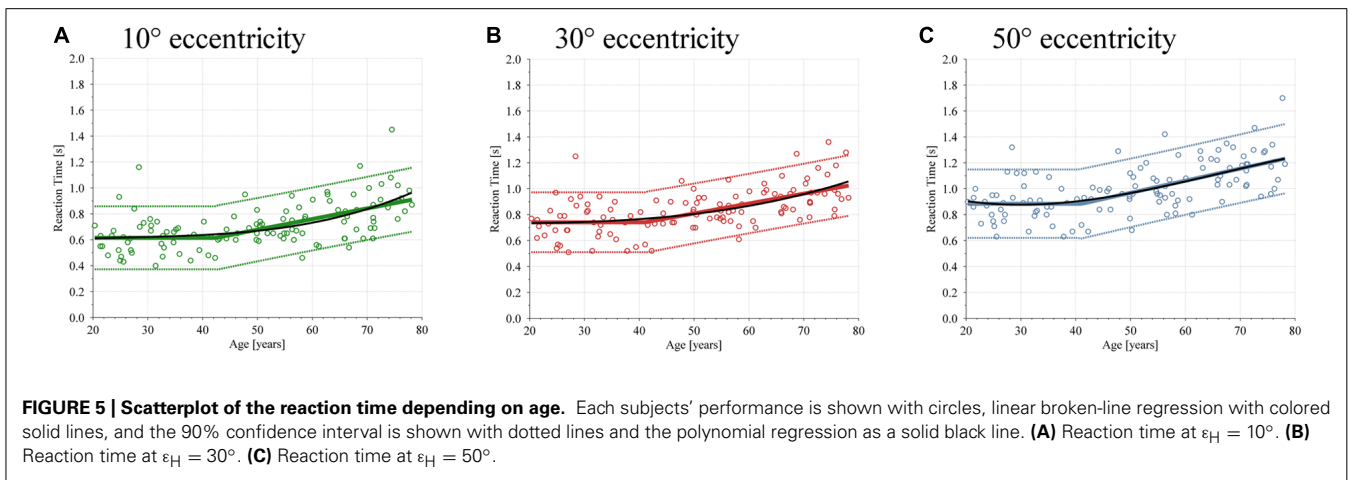 A 10° eccentricity
B 30° eccentricity
C 50° eccentricity
2.0
1.8
1.6
1.4
1.2
1.0
0.8
0.6
0.4
0.2
0.0
Reaction Time [s]
20 30 40 50 60 70 80
Age [years]
2.0
1.8
1.6
1.4
1.2
1.0
0.8
0.6
0.4
0.2
0.0
Reaction Time [s]
20 30 40 50 60 70 80
Age [years]
2.0
1.8
1.6
1.4
1.2
1.0
0.8
0.6
0.4
0.2
0.0
Reaction Time [s]
20 30 40 50 60 70 80
Age [years]
FIGURE 5 | Scatterplot of the reaction time depending on age. Each subjects' performance is shown with circles, linear broken-line regression with colored
solid lines, and the 90% confidence interval is shown with dotted lines and the polynomial regression as a solid black line. (A) Reaction time at εH = 10°. (B)
Reaction time at εH = 30°. (C) Reaction time at εH = 50°.